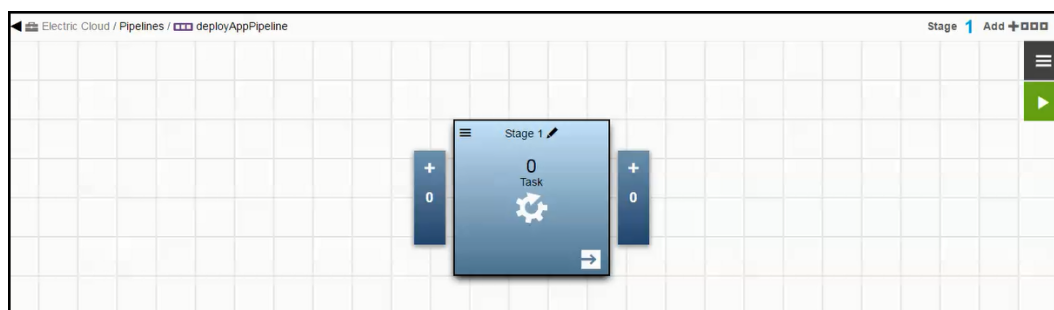 Electric Cloud / Pipelines / deployAppPipeline
Stage 1 Add
Stage 1
0
Task
+
0
+
0